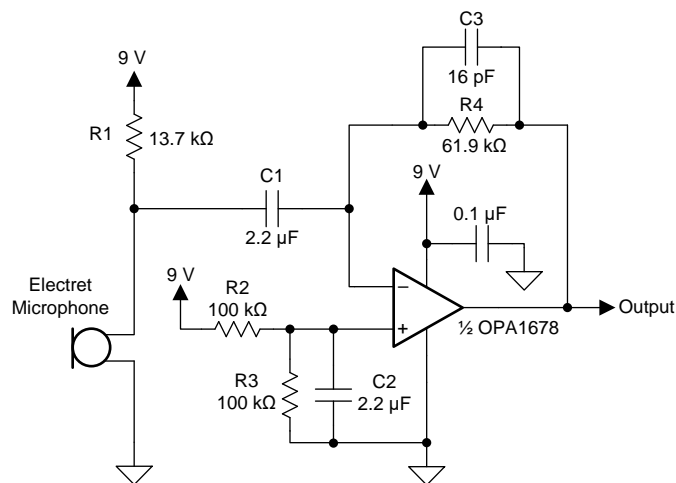 C3
9 V
16 pF
R4
R1
13.7 kΩ
61.9 kΩ
C1
9 V
2.2 µF
0.1 µF
9 V
R2
100 kΩ
Electret
Microphone
–
+
Output
½ OPA1678
R3
100 kΩ
C2
2.2 µF